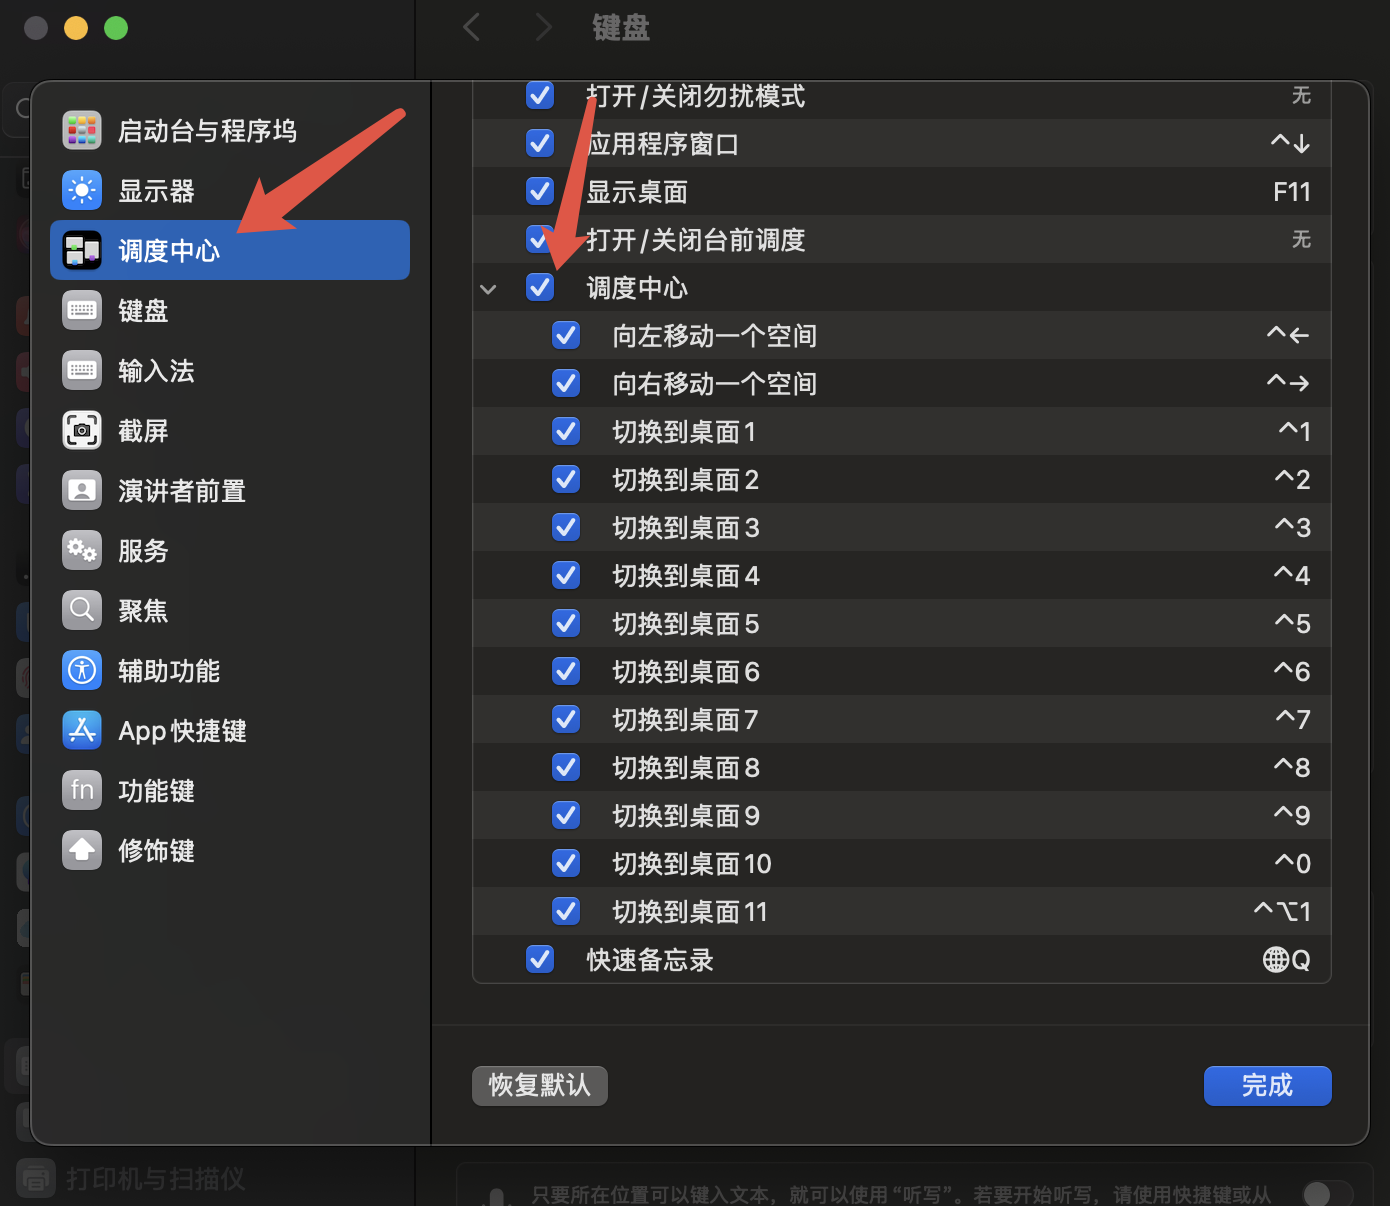 键盘
启动台与程序坞
显示器
调度中心
键盘
输入法
截屏
演讲者前置
服务
聚焦
辅助功能
App快捷键
fn 功能键
修饰键
打开/关闭勿扰模式 无
应用程序窗口 ^↓
显示桌面 F11
打开/关闭台前调度 无
调度中心
向左移动一个空间 ^←
向右移动一个空间 ^→
切换到桌面1 ^1
切换到桌面2 ^2
切换到桌面3 ^3
切换到桌面4 ^4
切换到桌面5 ^5
切换到桌面6 ^6
切换到桌面7 ^7
切换到桌面8 ^8
切换到桌面9 ^9
切换到桌面10 ^0
切换到桌面11 ^⌥1
快速备忘录 🌐Q
恢复默认
完成
打印机与扫描仪
只要所在位置可以键入文本，就可以使用“听写”。若要开始听写，请使用快捷键或从